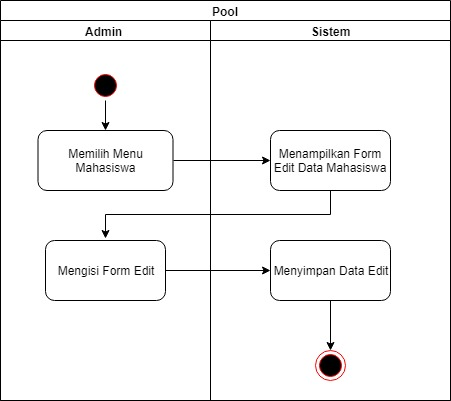 Pool
Admin
Sistem
Memilih Menu
Mahasiswa
Menampilkan Form
Edit Data Mahasiswa
Mengisi Form Edit
Menyimpan Data Edit